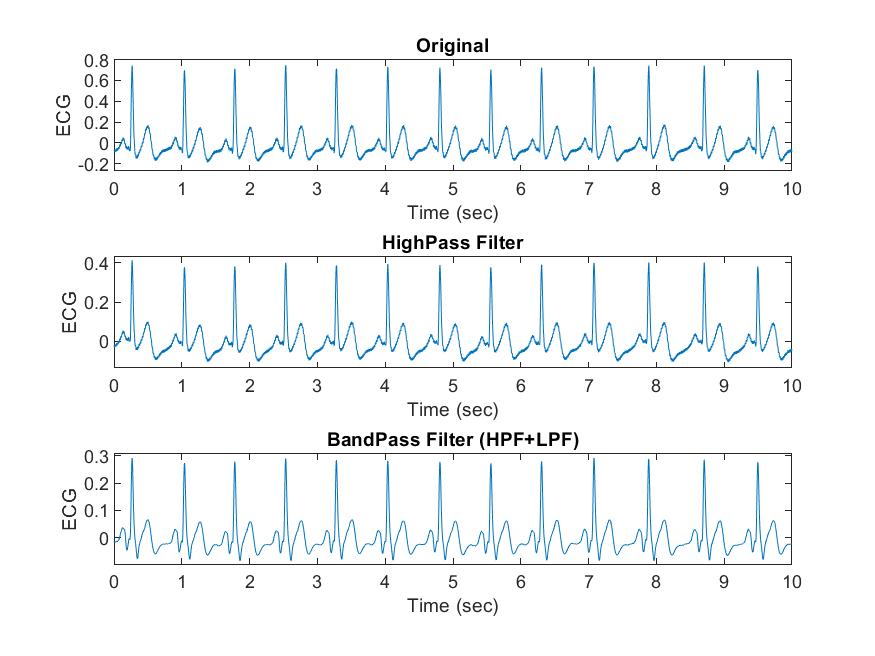 Original
0.8
0.6
0.4
0.2
0
-0.2
ECG
0 1 2 3 4 5 6 7 8 9 10
Time (sec)
HighPass Filter
0.4
0.2
0
ECG
0 1 2 3 4 5 6 7 8 9 10
Time (sec)
BandPass Filter (HPF+LPF)
0.3
0.2
0.1
0
ECG
0 1 2 3 4 5 6 7 8 9 10
Time (sec)